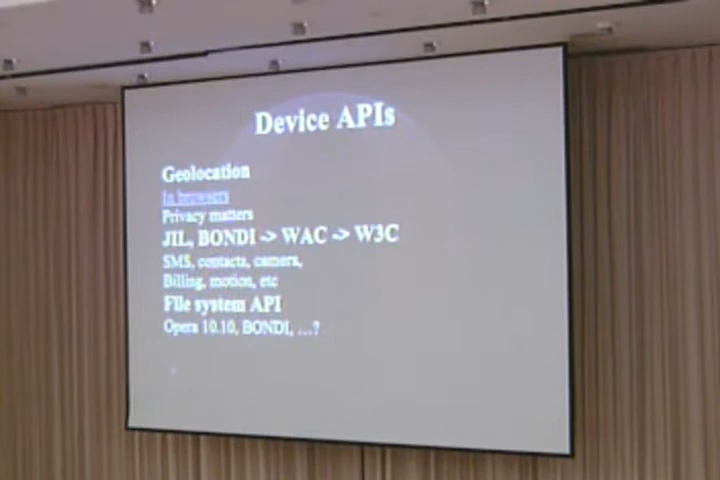 Device APIs
Geolocation
In browsers
Privacy matters
JIL, BONDI -> WAC -> W3C
SMS, contacts, camera,
Billing, motion, etc
File system API
Opera 10.10, BONDI, ...?